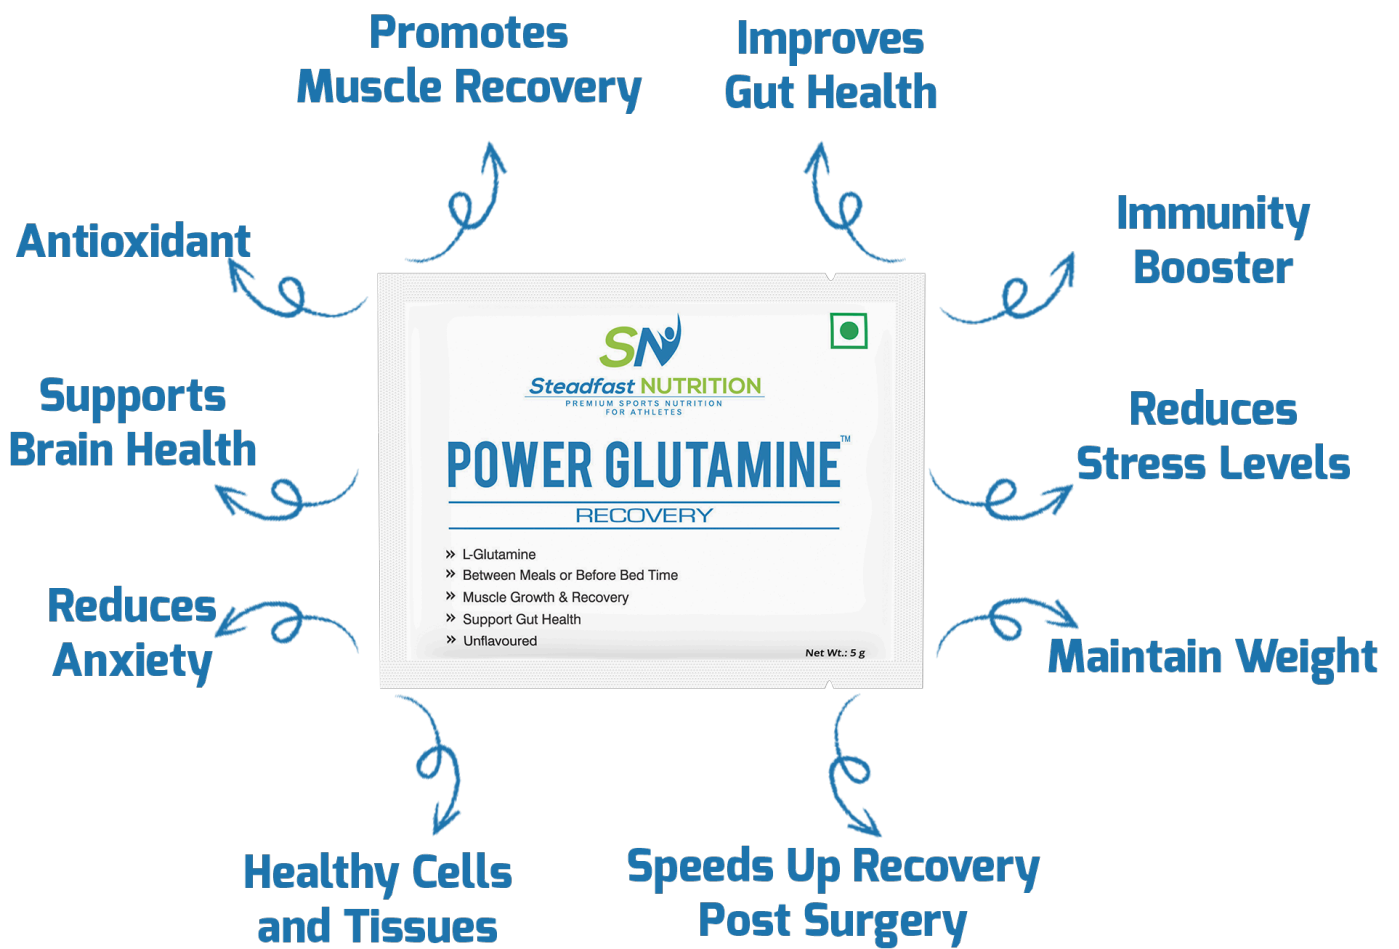 Promotes
Muscle Recovery
Improves
Gut Health
Antioxidant
Immunity
Booster
Supports
Brain Health
Reduces
Stress Levels
Reduces
Anxiety
Maintain Weight
Healthy Cells
and Tissues
Speeds Up Recovery
Post Surgery
SN
Steadfast NUTRITION
PREMIUM SPORTS NUTRITION
FOR ATHLETES
POWER GLUTAMINE™
RECOVERY
» L-Glutamine
» Between Meals or Before Bed Time
» Muscle Growth & Recovery
» Support Gut Health
» Unflavoured
Net Wt.: 5 g